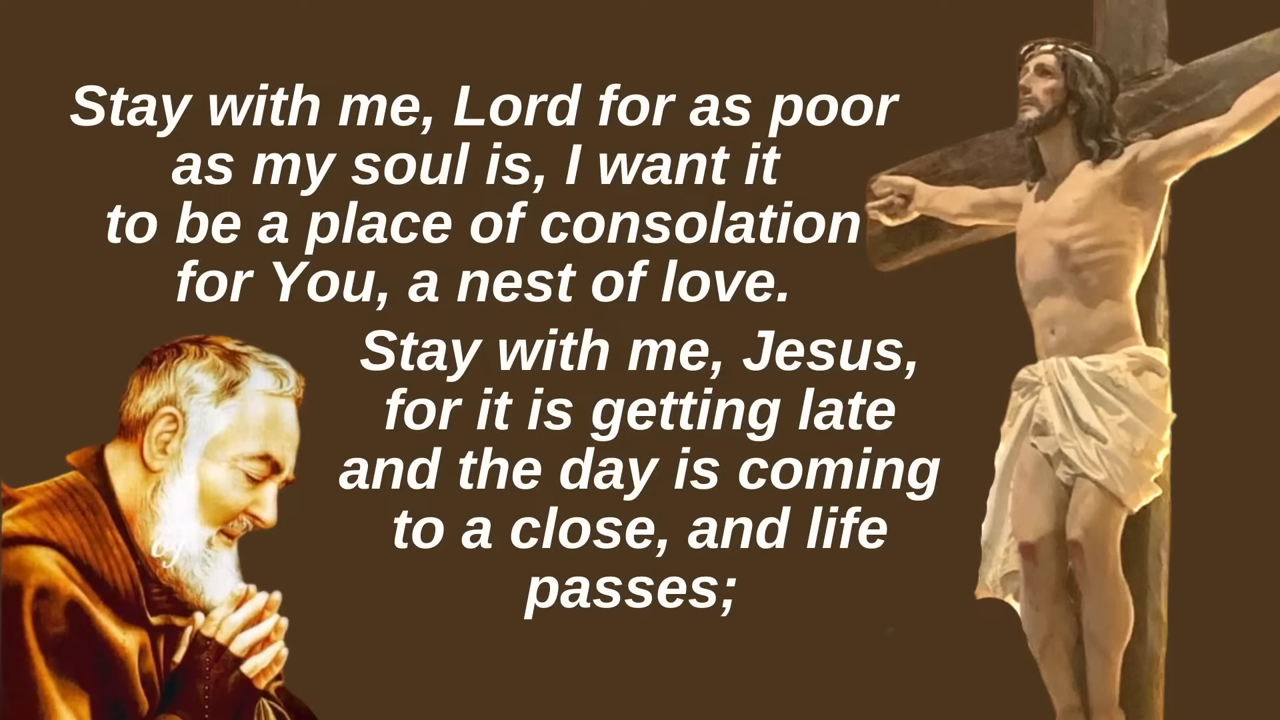 Stay with me, Lord for as poor
as my soul is, I want it
to be a place of consolation
for You, a nest of love.
Stay with me, Jesus,
for it is getting late
and the day is coming
to a close, and life
passes;
of